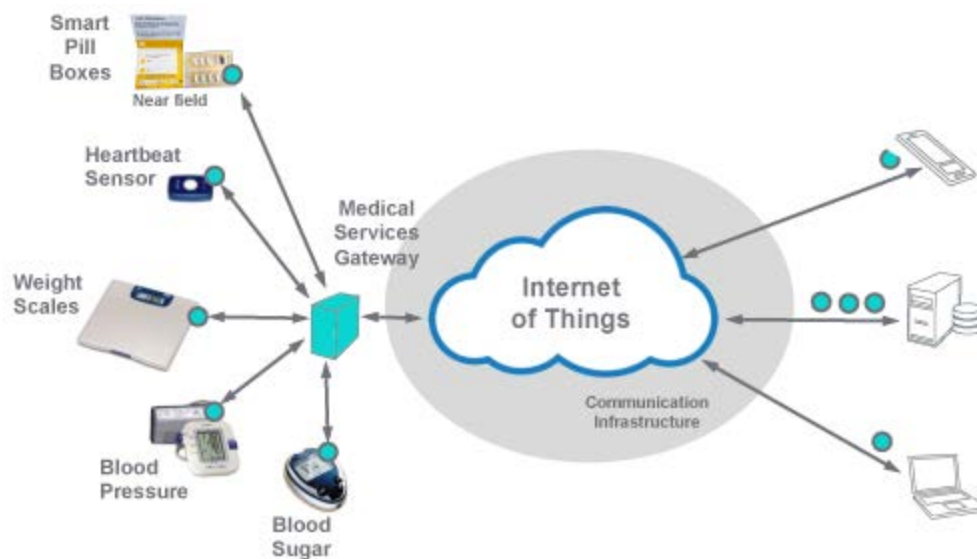 Smart
Pill
Boxes
Near field
Heartbeat
Sensor
Medical
Services
Gateway
Weight
Scales
Internet
of Things
Communication
Infrastructure
Blood
Pressure
Blood
Sugar